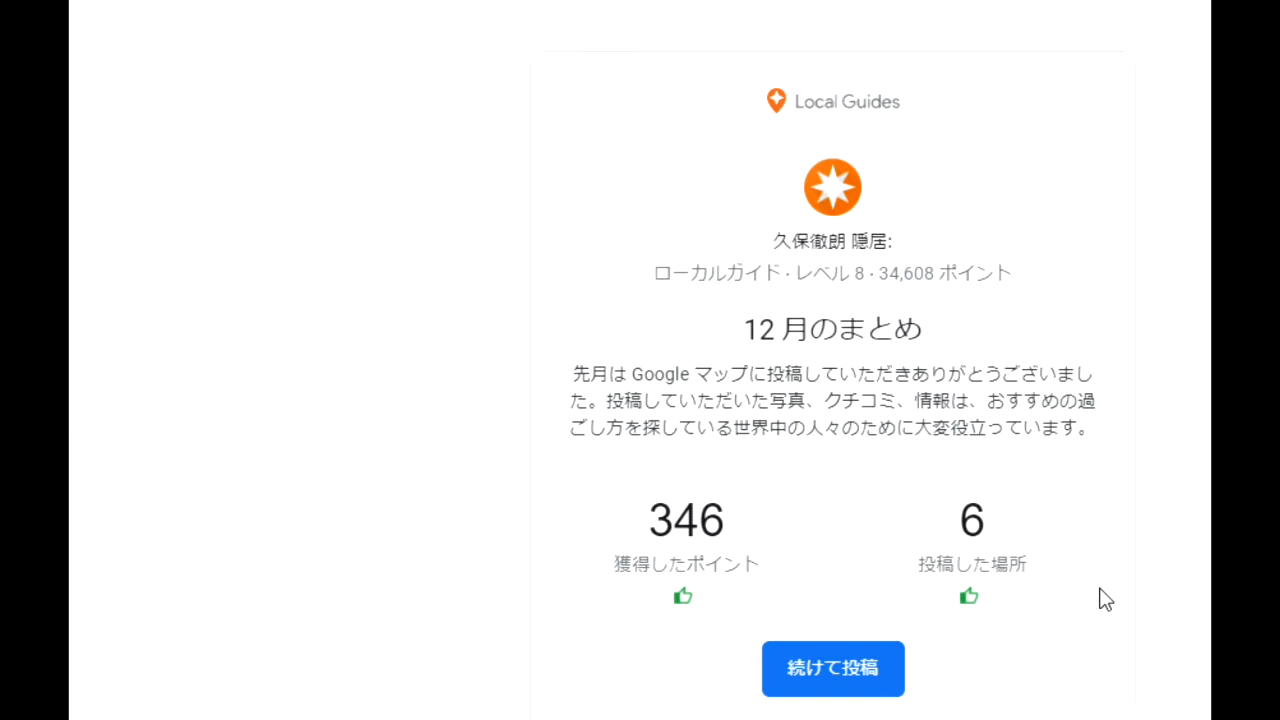 Local Guides
久保徹朗 隠居:
ローカルガイド · レベル 8 · 34,608 ポイント
12 月のまとめ
先月は Google マップに投稿していただきありがとうございまし
た。投稿していただいた写真、クチコミ、情報は、おすすめの過
ごし方を探している世界中の人々のために大変役立っています。
346
獲得したポイント
6
投稿した場所
続けて投稿